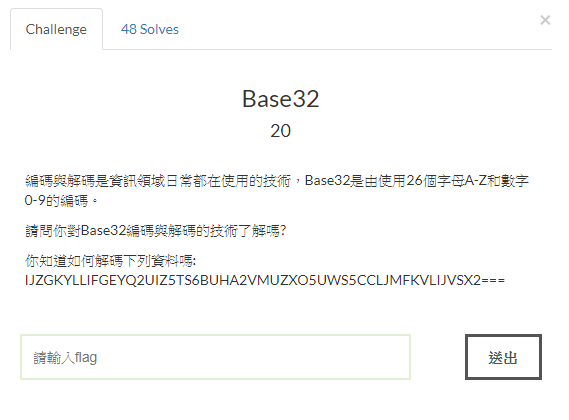 Challenge
48 Solves
×
Base32
20
編碼與解碼是資訊領域日常都在使用的技術，Base32是由使用26個字母A-Z和數字
0-9的編碼。
請問你對Base32編碼與解碼的技術了解嗎?
你知道如何解碼下列資料嗎:
IJZGKYLLIFGEYQ2UIZ5TS6BUHA2VMUZXO5UWS5CCLJMFKVLIJVSX2===
請輸入flag
送出